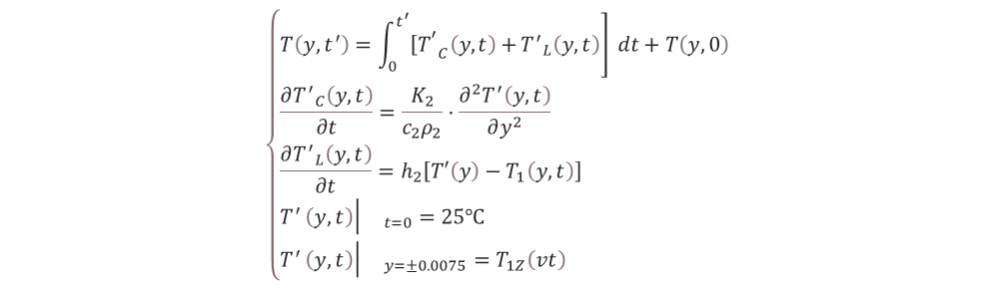 T(y,t′) = ∫₀^{t′} [T′_C(y,t) + T′_L(y,t)] dt + T(y,0)
∂T′_C(y,t)/∂t = K₂/(c₂ρ₂) · ∂²T′(y,t)/∂y²
∂T′_L(y,t)/∂t = h₂[T′(y) − T₁(y,t)]
T′(y,t)| _{t=0} = 25℃
T′(y,t)| _{y=±0.0075} = T_{1Z}(vt)